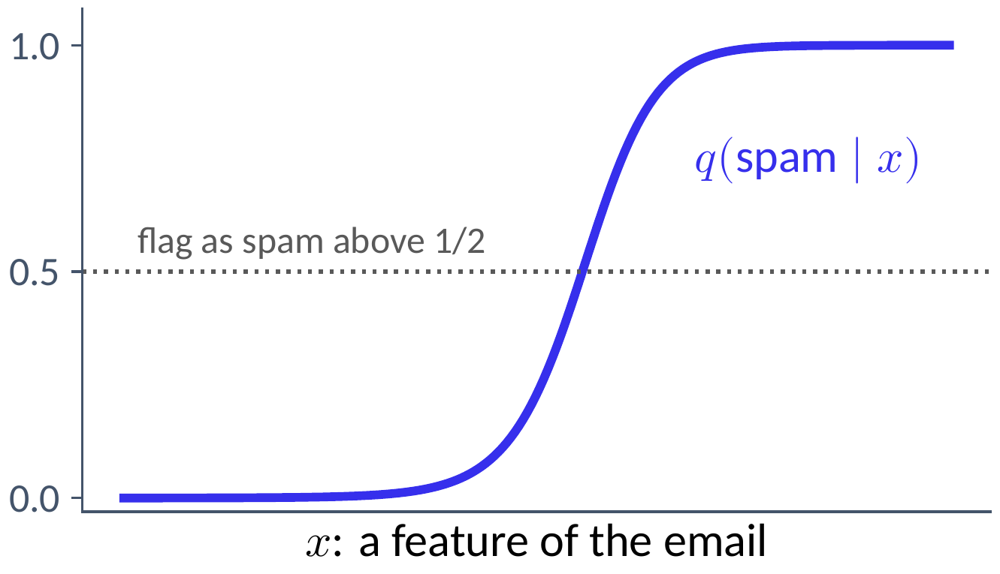 1.0
q(spam | x)
flag as spam above 1/2
0.5
0.0
x: a feature of the email